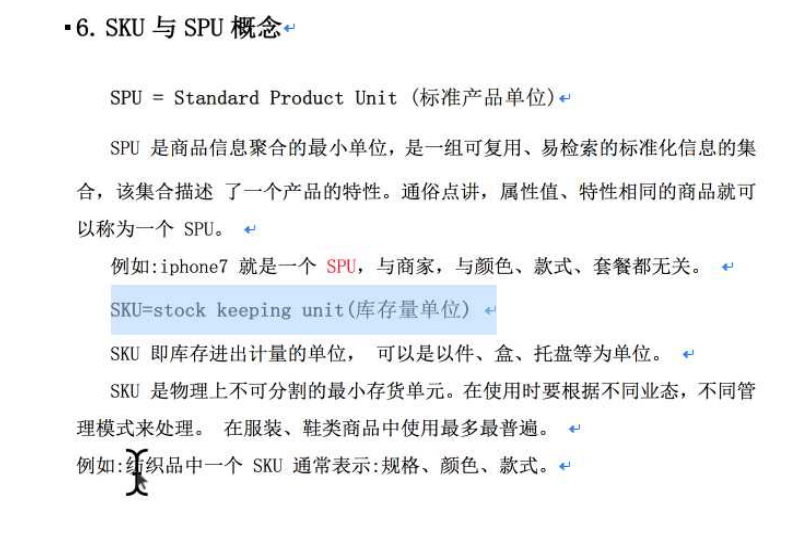 ▪6. SKU 与 SPU 概念↵
SPU = Standard Product Unit (标准产品单位)↵
SPU 是商品信息聚合的最小单位，是一组可复用、易检索的标准化信息的集
合，该集合描述 了一个产品的特性。通俗点讲，属性值、特性相同的商品就可
以称为一个 SPU。 ↵
例如:iphone7 就是一个 SPU，与商家，与颜色、款式、套餐都无关。 ↵
SKU=stock keeping unit(库存量单位) ↵
SKU 即库存进出计量的单位， 可以是以件、盒、托盘等为单位。 ↵
SKU 是物理上不可分割的最小存货单元。在使用时要根据不同业态，不同管
理模式来处理。 在服装、鞋类商品中使用最多最普遍。 ↵
例如:纺织品中一个 SKU 通常表示:规格、颜色、款式。↵